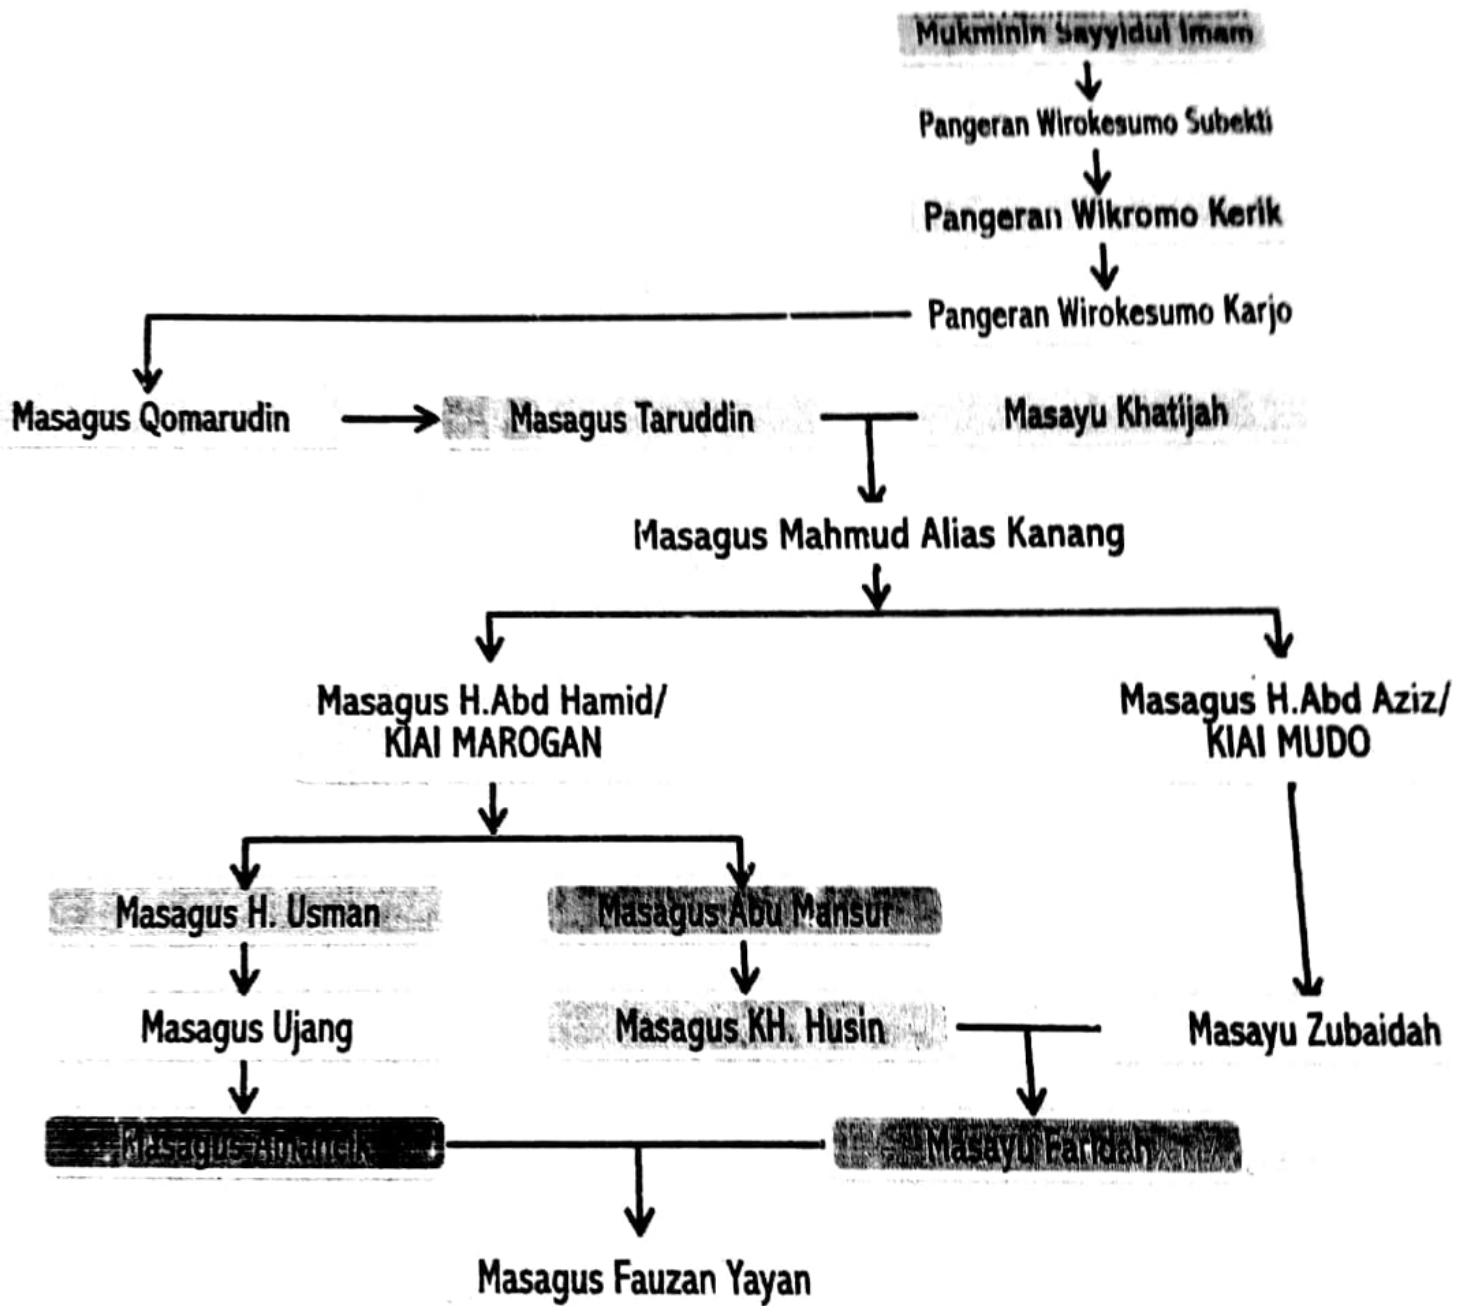 Mukminin Sayyidul Imam
Pangeran Wirokesumo Subekti
Pangeran Wikromo Kerik
Pangeran Wirokesumo Karjo
Masagus Qomarudin
Masagus Taruddin
Masayu Khatijah
Masagus Mahmud Alias Kanang
Masagus H.Abd Hamid/
KIAI MAROGAN
Masagus H.Abd Aziz/
KIAI MUDO
Masagus H. Usman
Masagus Abu Mansur
Masagus Ujang
Masagus KH. Husin
Masayu Zubaidah
Masagus Amancik
Masayu Faridah
Masagus Fauzan Yayan